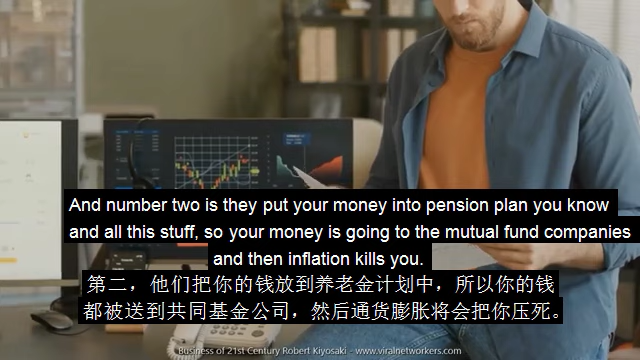 And number two is they put your money into pension plan you know
and all this stuff, so your money is going to the mutual fund companies
and then inflation kills you.
第二，他们把你的钱放到养老金计划中，所以你的钱
都被送到共同基金公司，然后通货膨胀将会把你压死。
Business of 21st Century Robert Kiyosaki - www.viralnetworkers.com